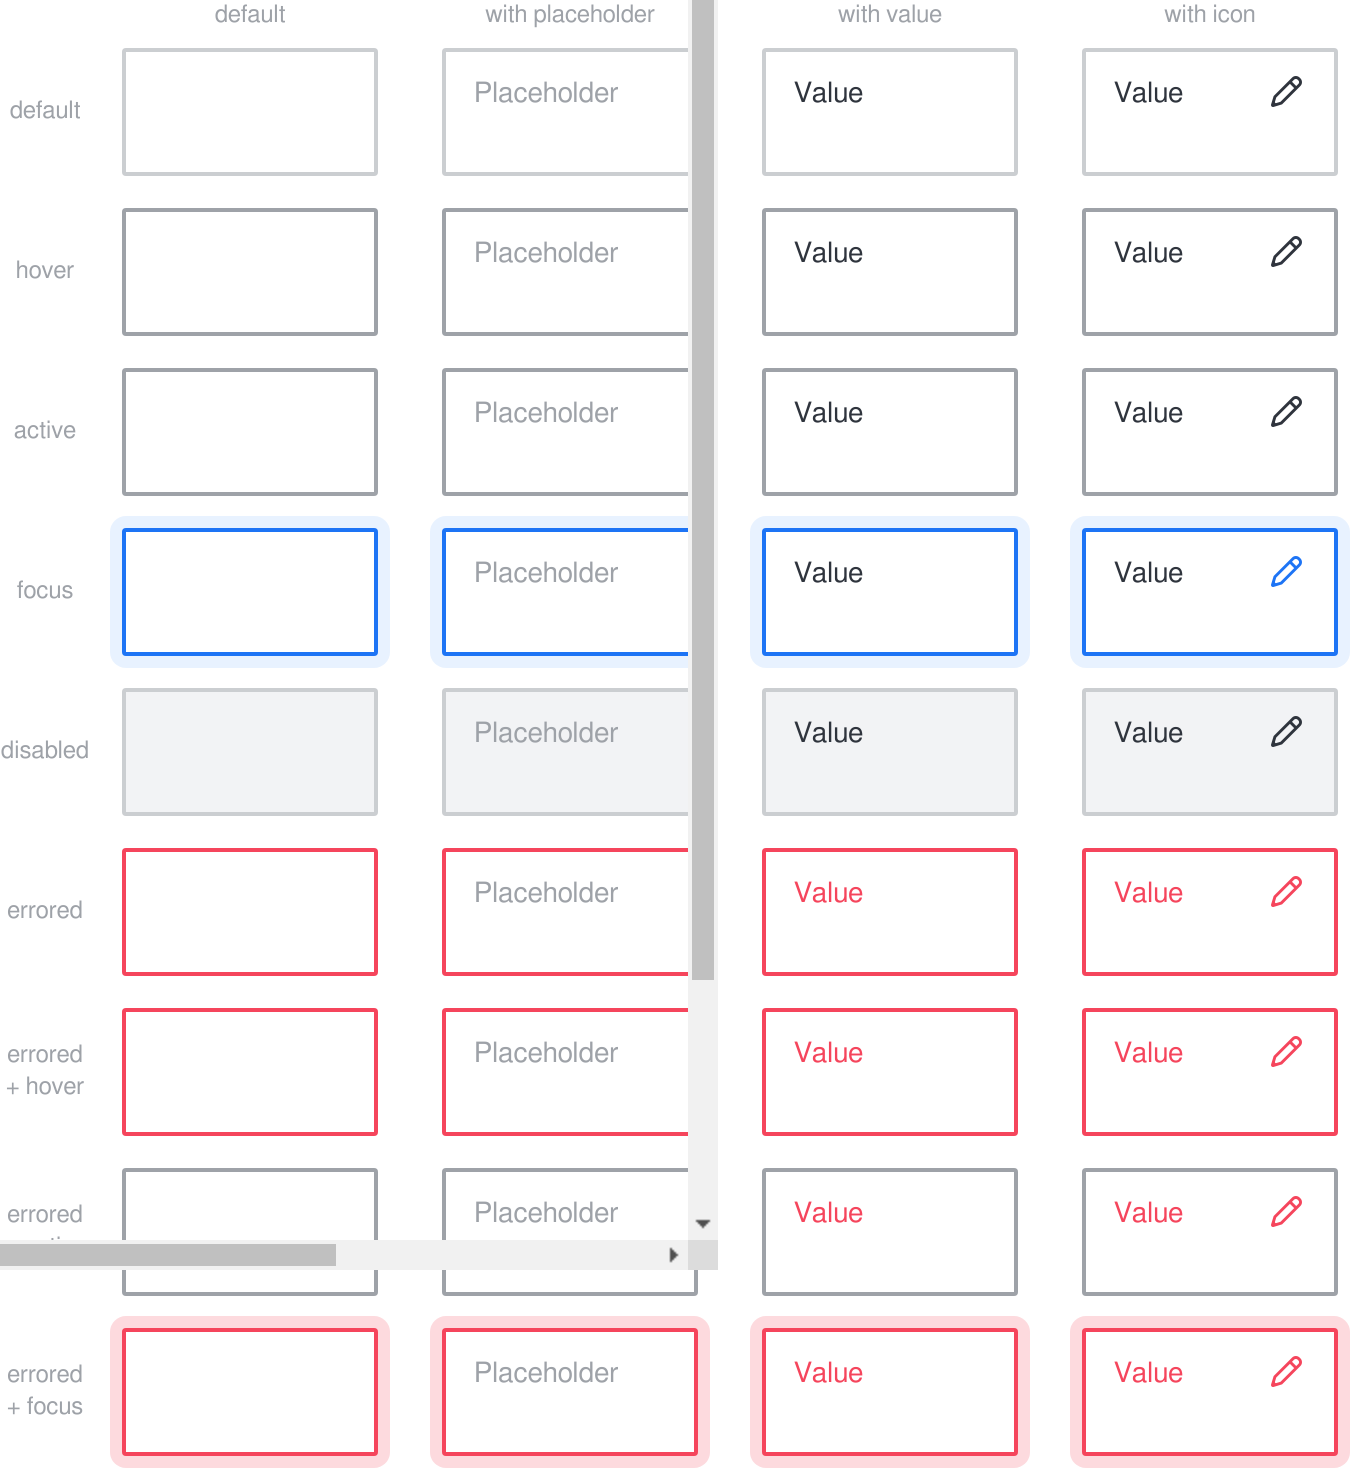 default with placeholder with value with icon
default Placeholder Value Value
hover Placeholder Value Value
active Placeholder Value Value
focus Placeholder Value Value
disabled Placeholder Value Value
errored Placeholder Value Value
errored
+ hover Placeholder Value Value
errored Placeholder Value Value
errored
+ focus Placeholder Value Value